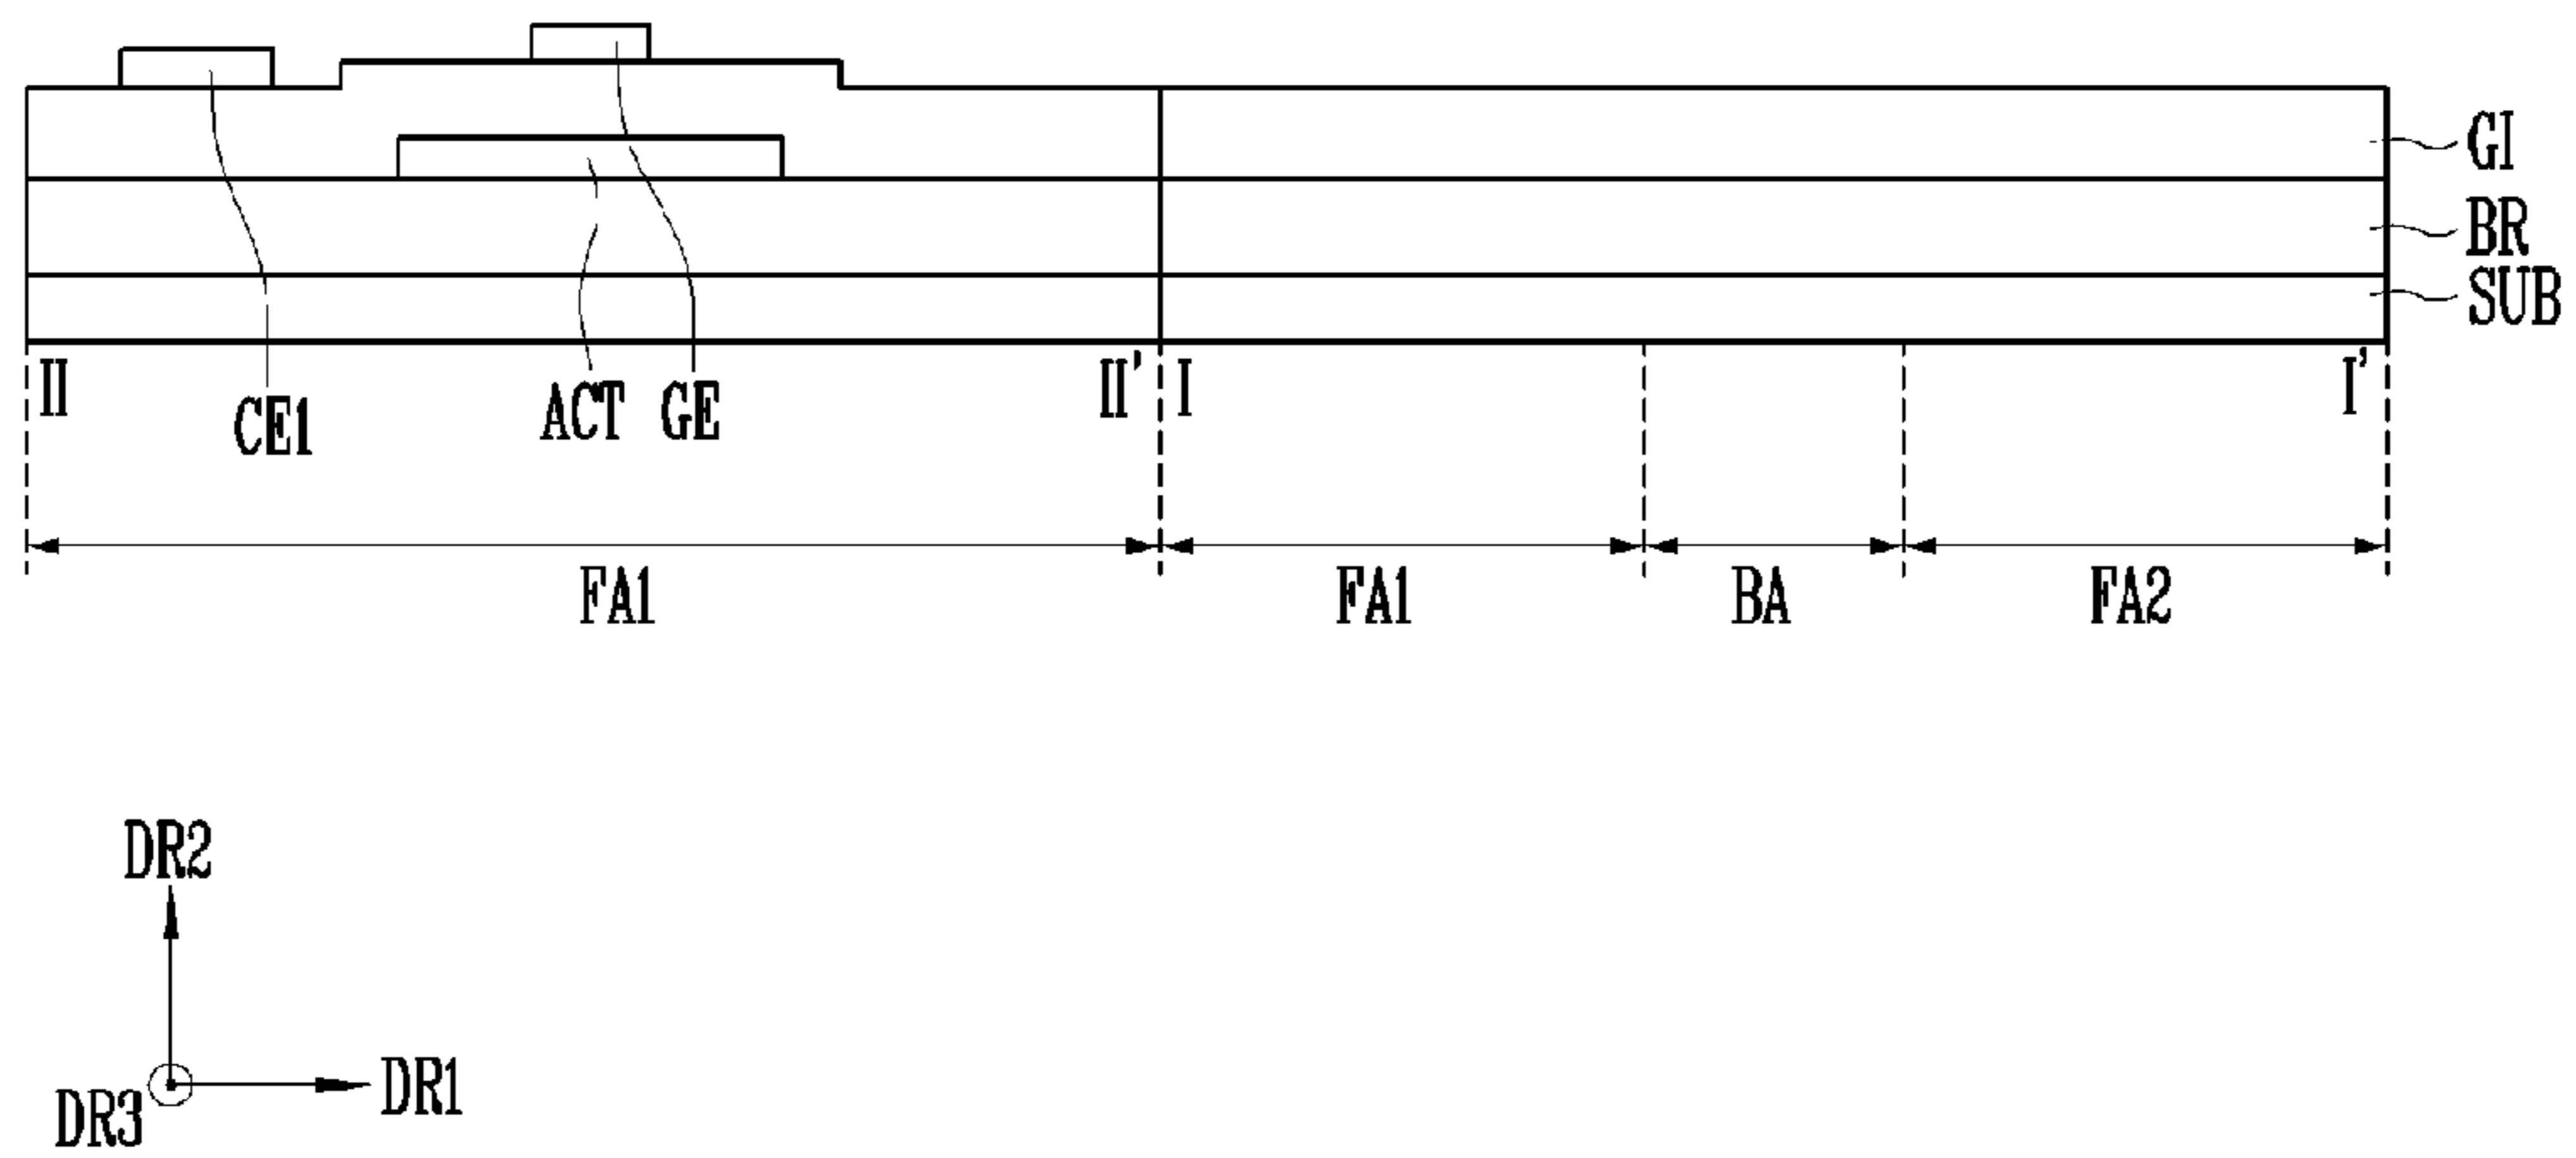 GI
BR
SUB
II II' I I'
CE1 ACT GE
FA1 FA1 BA FA2
DR2
DR1
DR3